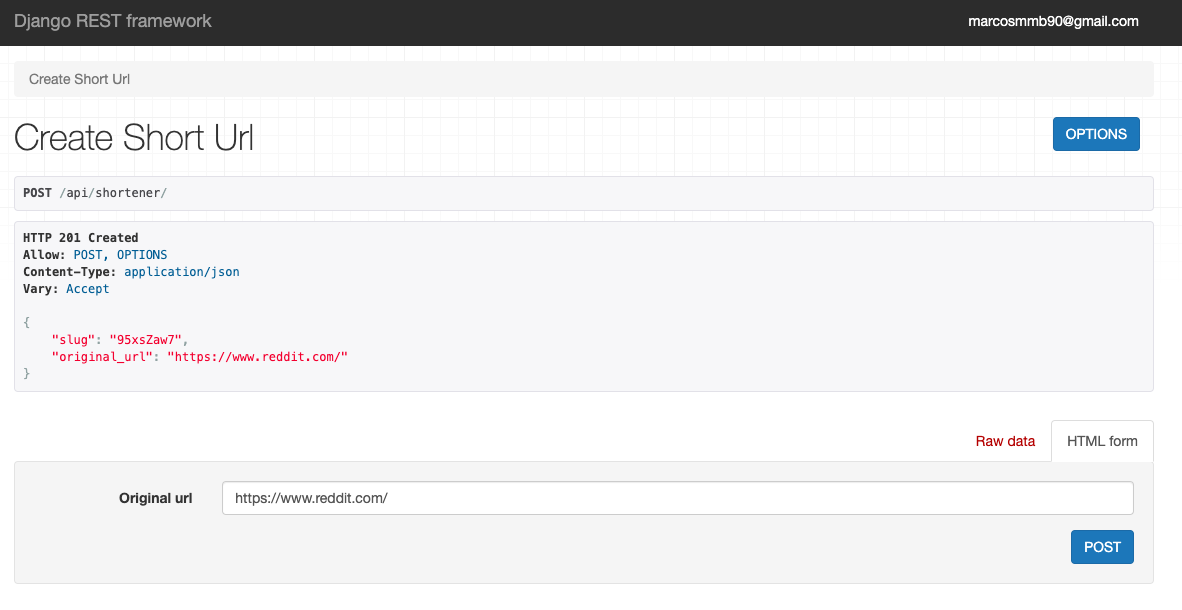 Django REST framework
marcosmmb90@gmail.com
Create Short Url
Create Short Url
OPTIONS
POST /api/shortener/
HTTP 201 Created
Allow: POST, OPTIONS
Content-Type: application/json
Vary: Accept
{
    "slug": "95xsZaw7",
    "original_url": "https://www.reddit.com/"
}
Raw data
HTML form
Original url
https://www.reddit.com/
POST